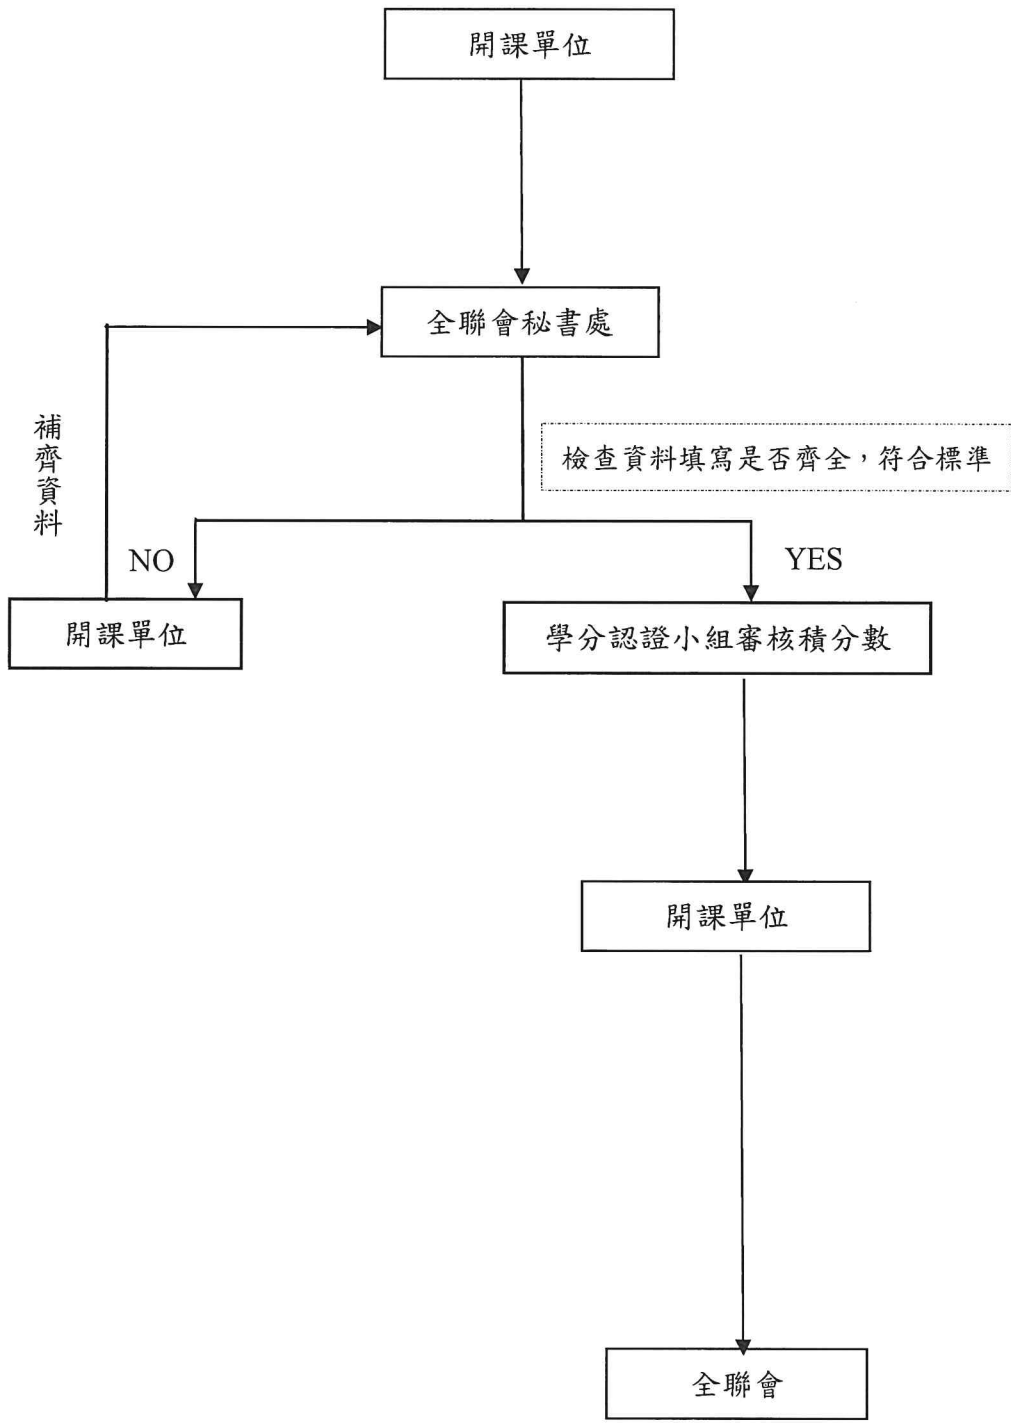 開課單位
全聯會秘書處
補齊資料
檢查資料填寫是否齊全，符合標準
NO
YES
開課單位
學分認證小組審核積分數
開課單位
全聯會